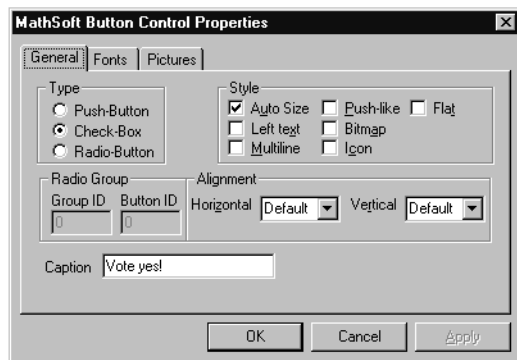 MathSoft Button Control Properties
General Fonts Pictures
Type
Push-Button
Check-Box
Radio-Button
Style
Auto Size Push-like Flat
Left text Bitmap
Multiline Icon
Radio Group
Group ID Button ID
0 0
Alignment
Horizontal Default Vertical Default
Caption Vote yes!
OK Cancel Apply